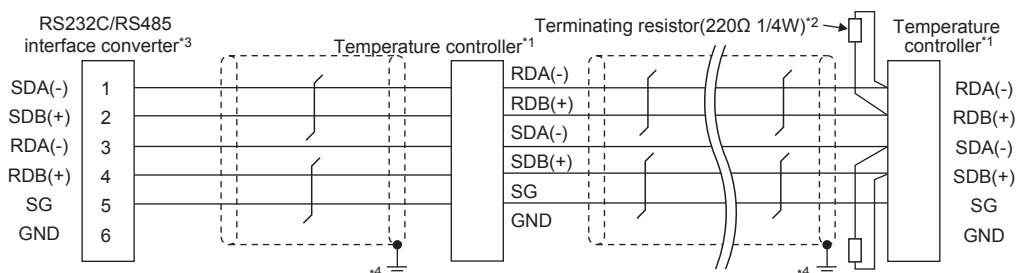 RS232C/RS485
interface converter*3
Temperature controller*1
Terminating resistor(220Ω 1/4W)*2
Temperature
controller*1
SDA(-) 1
SDB(+) 2
RDA(-) 3
RDB(+) 4
SG 5
GND 6
RDA(-)
RDB(+)
SDA(-)
SDB(+)
SG
GND
RDA(-)
RDB(+)
SDA(-)
SDB(+)
SG
GND
*4
*4